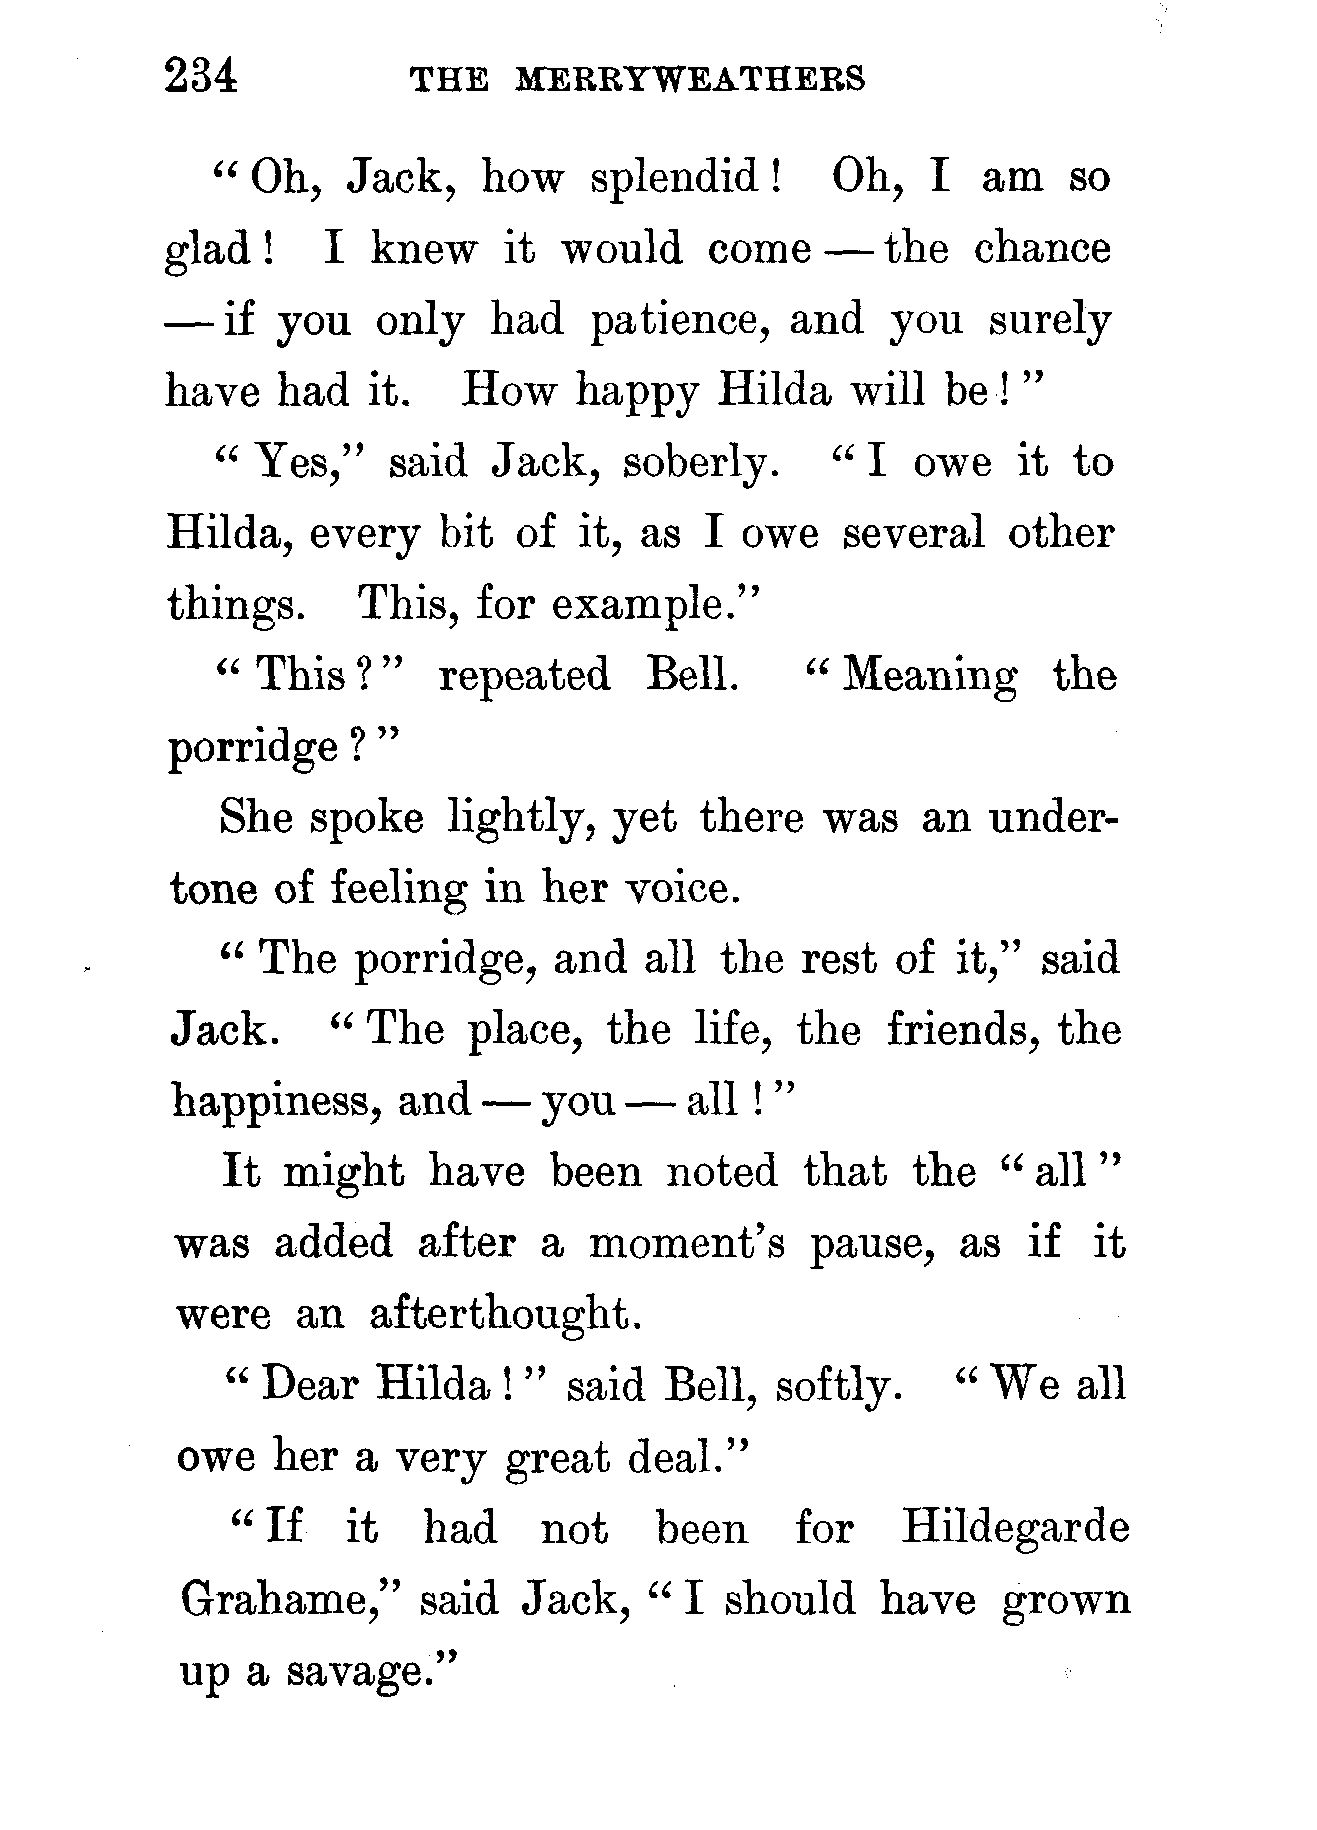 234 THE MERRYWEATHERS
“ Oh, Jack, how splendid ! Oh, I am so
glad ! I knew it would come — the chance
— if you only had patience, and you surely
have had it. How happy Hilda will be ! ”
“ Yes,” said Jack, soberly. “ I owe it to
Hilda, every bit of it, as I owe several other
things. This, for example.”
“ This ? ” repeated Bell. “ Meaning the
porridge ? ”
She spoke lightly, yet there was an under-
tone of feeling in her voice.
“ The porridge, and all the rest of it,” said
Jack. “ The place, the life, the friends, the
happiness, and — you — all ! ”
It might have been noted that the “ all ”
was added after a moment’s pause, as if it
were an afterthought.
“ Dear Hilda ! ” said Bell, softly. “ We all
owe her a very great deal.”
“ If it had not been for Hildegarde
Grahame,” said Jack, “ I should have grown
up a savage.”